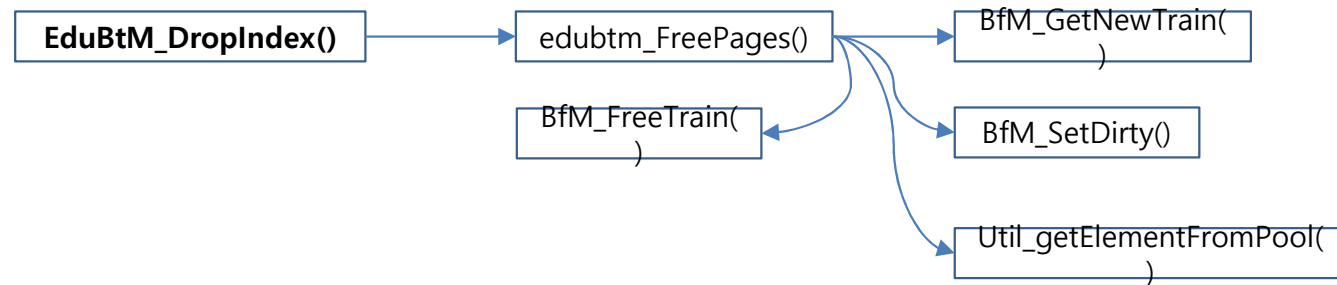 EduBtM_DropIndex()
edubtm_FreePages()
BfM_GetNewTrain(
)
BfM_FreeTrain(
)
BfM_SetDirty()
Util_getElementFromPool(
)